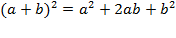 (a + b)² = a² + 2ab + b²